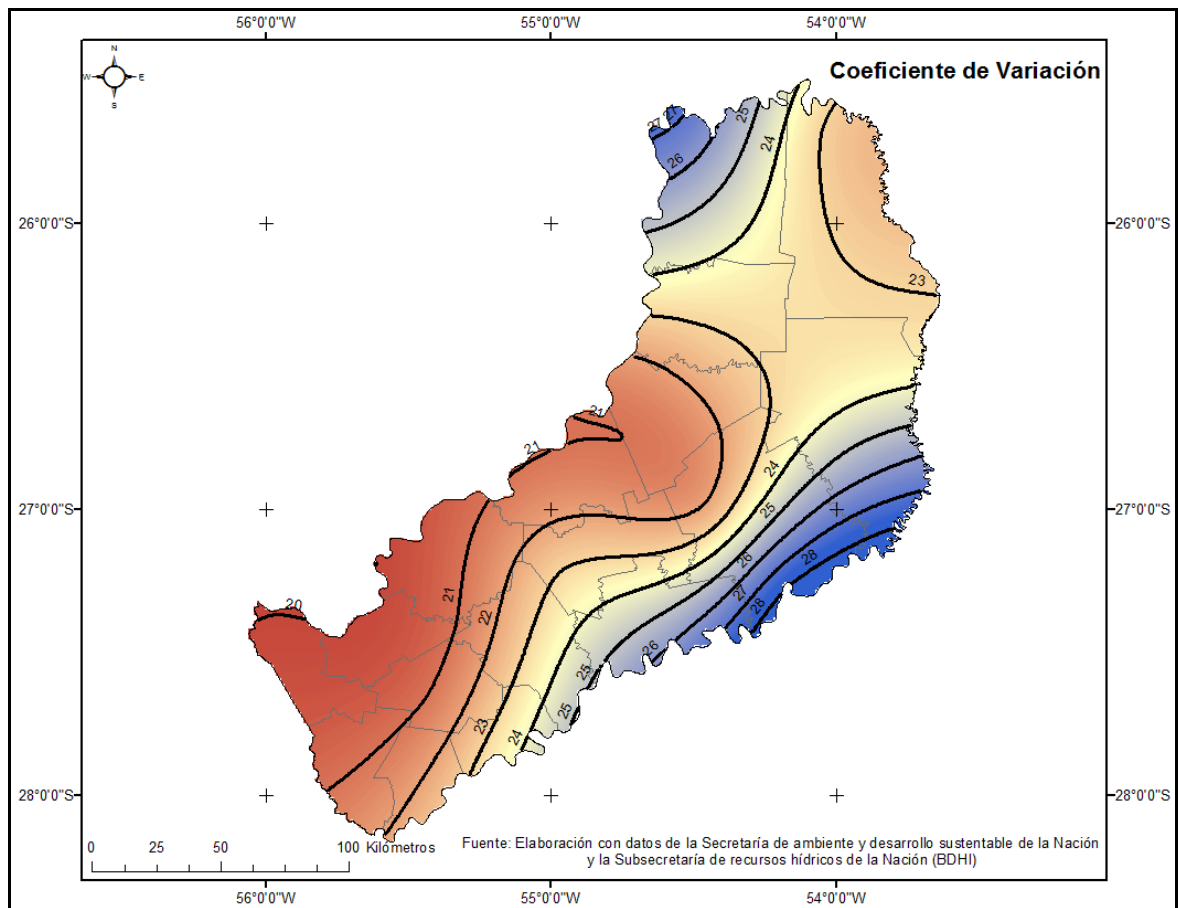 56°0'0"W 55°0'0"W 54°0'0"W
N
W E
S
Coeficiente de Variación
27 27 25
24
26
26°0'0"S 26°0'0"S
23
21
21
24
27°0'0"S 25 27°0'0"S
26
28
27
28
20
21
22
26
25
25
23
24
28°0'0"S 28°0'0"S
0 25 50 100 Kilómetros
Fuente: Elaboración con datos de la Secretaría de ambiente y desarrollo sustentable de la Nación
y la Subsecretaría de recursos hídricos de la Nación (BDHI)
56°0'0"W 55°0'0"W 54°0'0"W